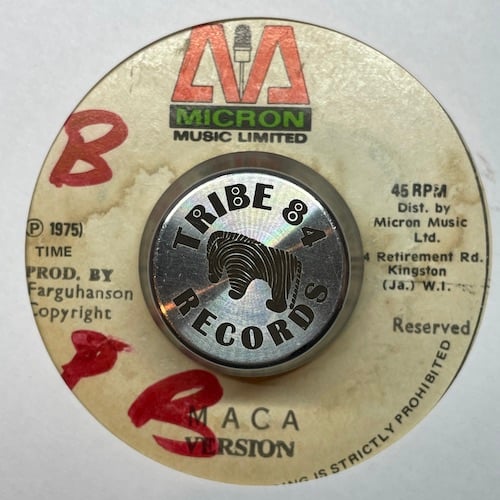 MICRON
MUSIC LIMITED
B
45 RPM
Dist. by
Micron Music
Ltd.
4 Retirement Rd.
Kingston
(Ja.) W.I.
Reserved
℗ 1975)
TIME
PROD. BY
Farguhanson
Copyright
TRIBE 84
RECORDS
B
MACA
VERSION
IS STRICTLY PROHIBITED